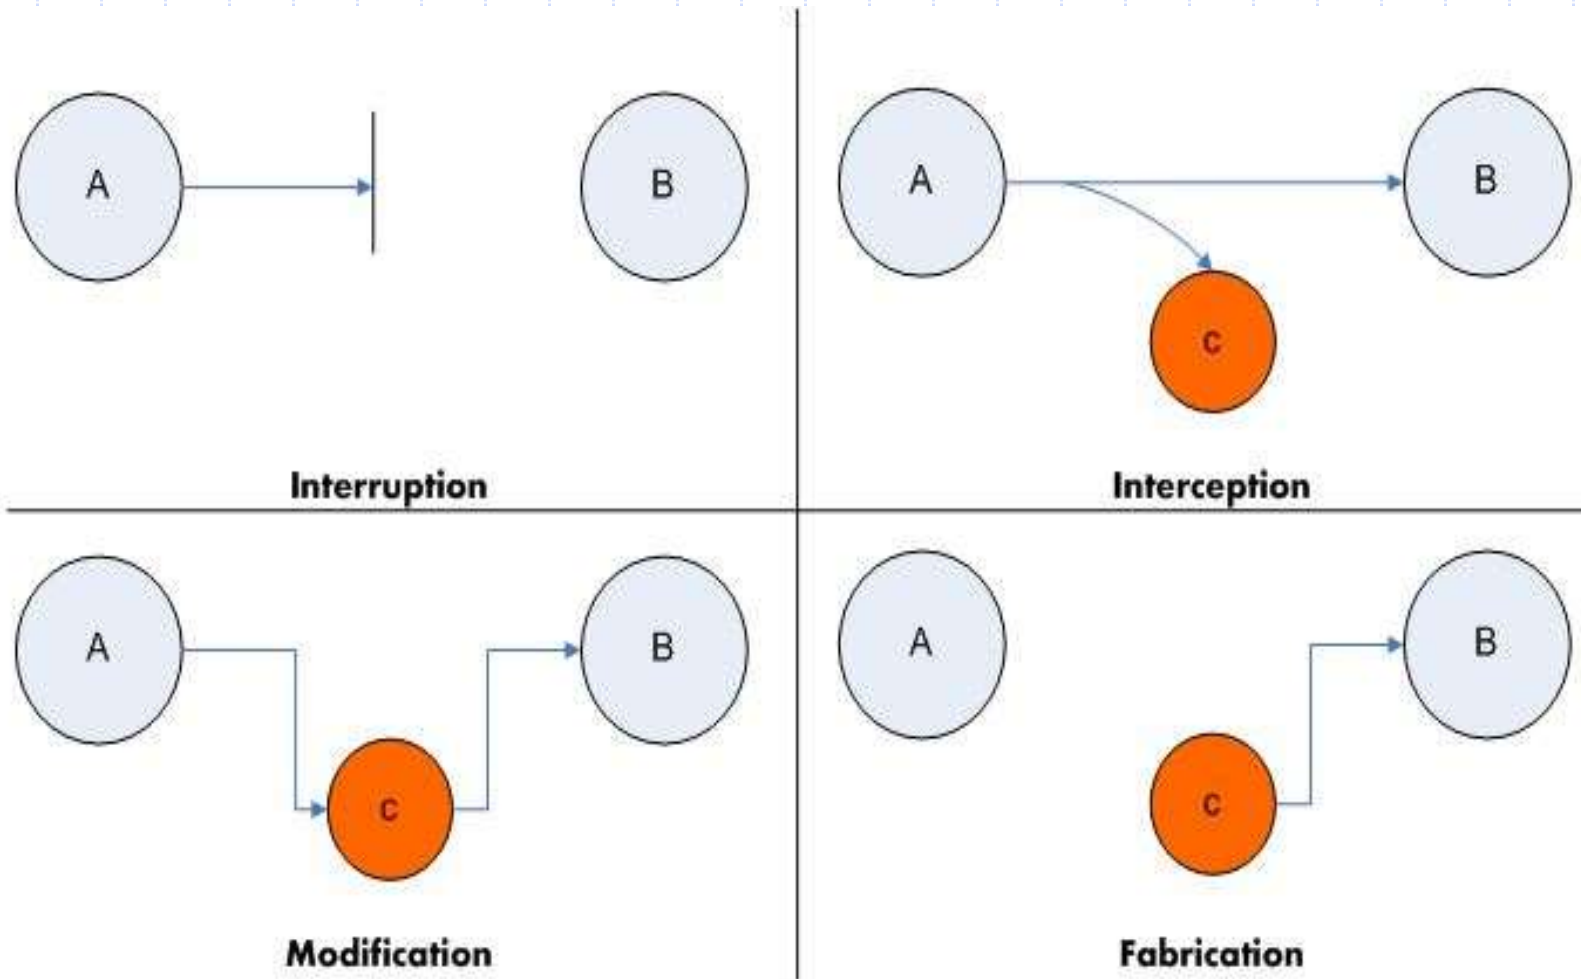 A
B
A
B
c
Interruption
Interception
A
B
A
B
c
c
Modification
Fabrication